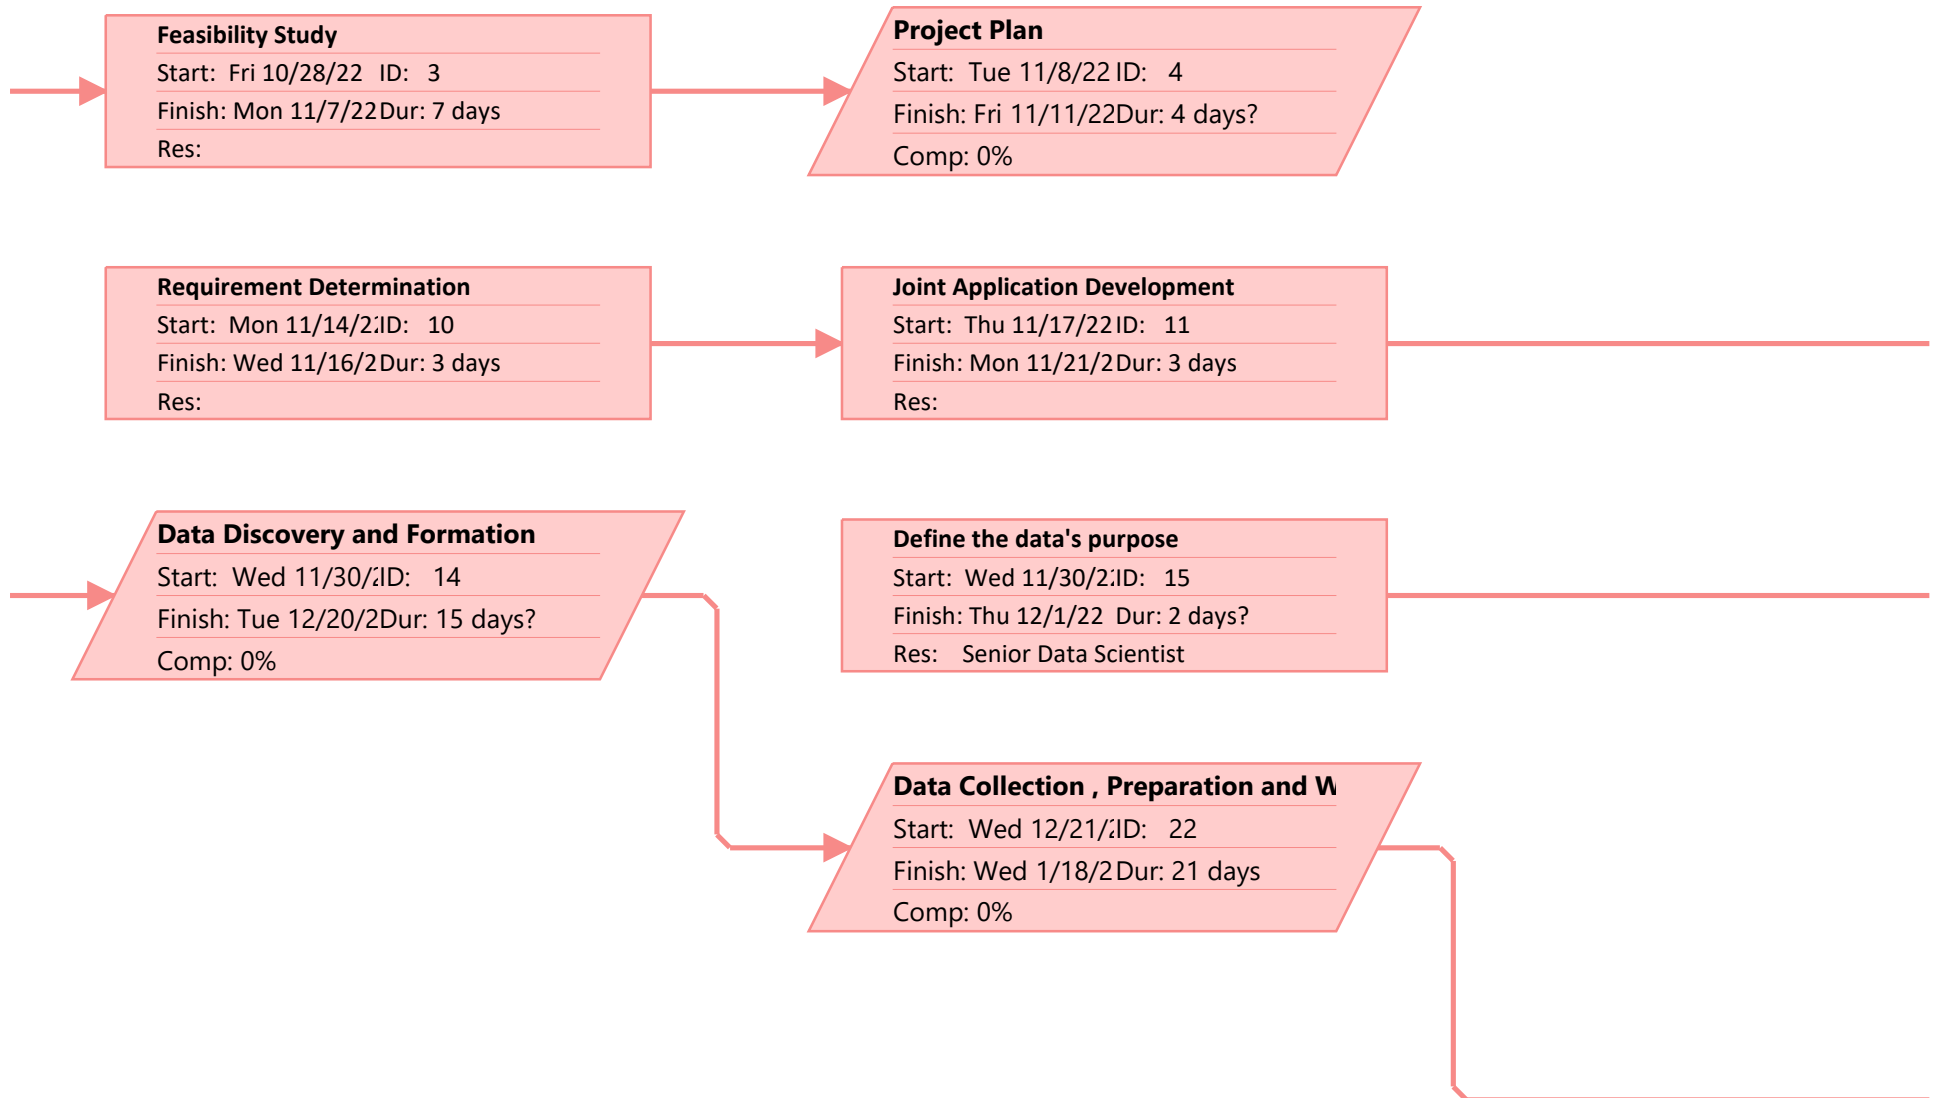 Feasibility Study
Start: Fri 10/28/22 ID: 3
Finish: Mon 11/7/22 Dur: 7 days
Res:
Project Plan
Start: Tue 11/8/22 ID: 4
Finish: Fri 11/11/22 Dur: 4 days?
Comp: 0%
Requirement Determination
Start: Mon 11/14/2 ID: 10
Finish: Wed 11/16/2 Dur: 3 days
Res:
Joint Application Development
Start: Thu 11/17/22 ID: 11
Finish: Mon 11/21/2 Dur: 3 days
Res:
Data Discovery and Formation
Start: Wed 11/30/ ID: 14
Finish: Tue 12/20/2 Dur: 15 days?
Comp: 0%
Define the data's purpose
Start: Wed 11/30/2 ID: 15
Finish: Thu 12/1/22 Dur: 2 days?
Res: Senior Data Scientist
Data Collection , Preparation and W
Start: Wed 12/21/ ID: 22
Finish: Wed 1/18/2 Dur: 21 days
Comp: 0%